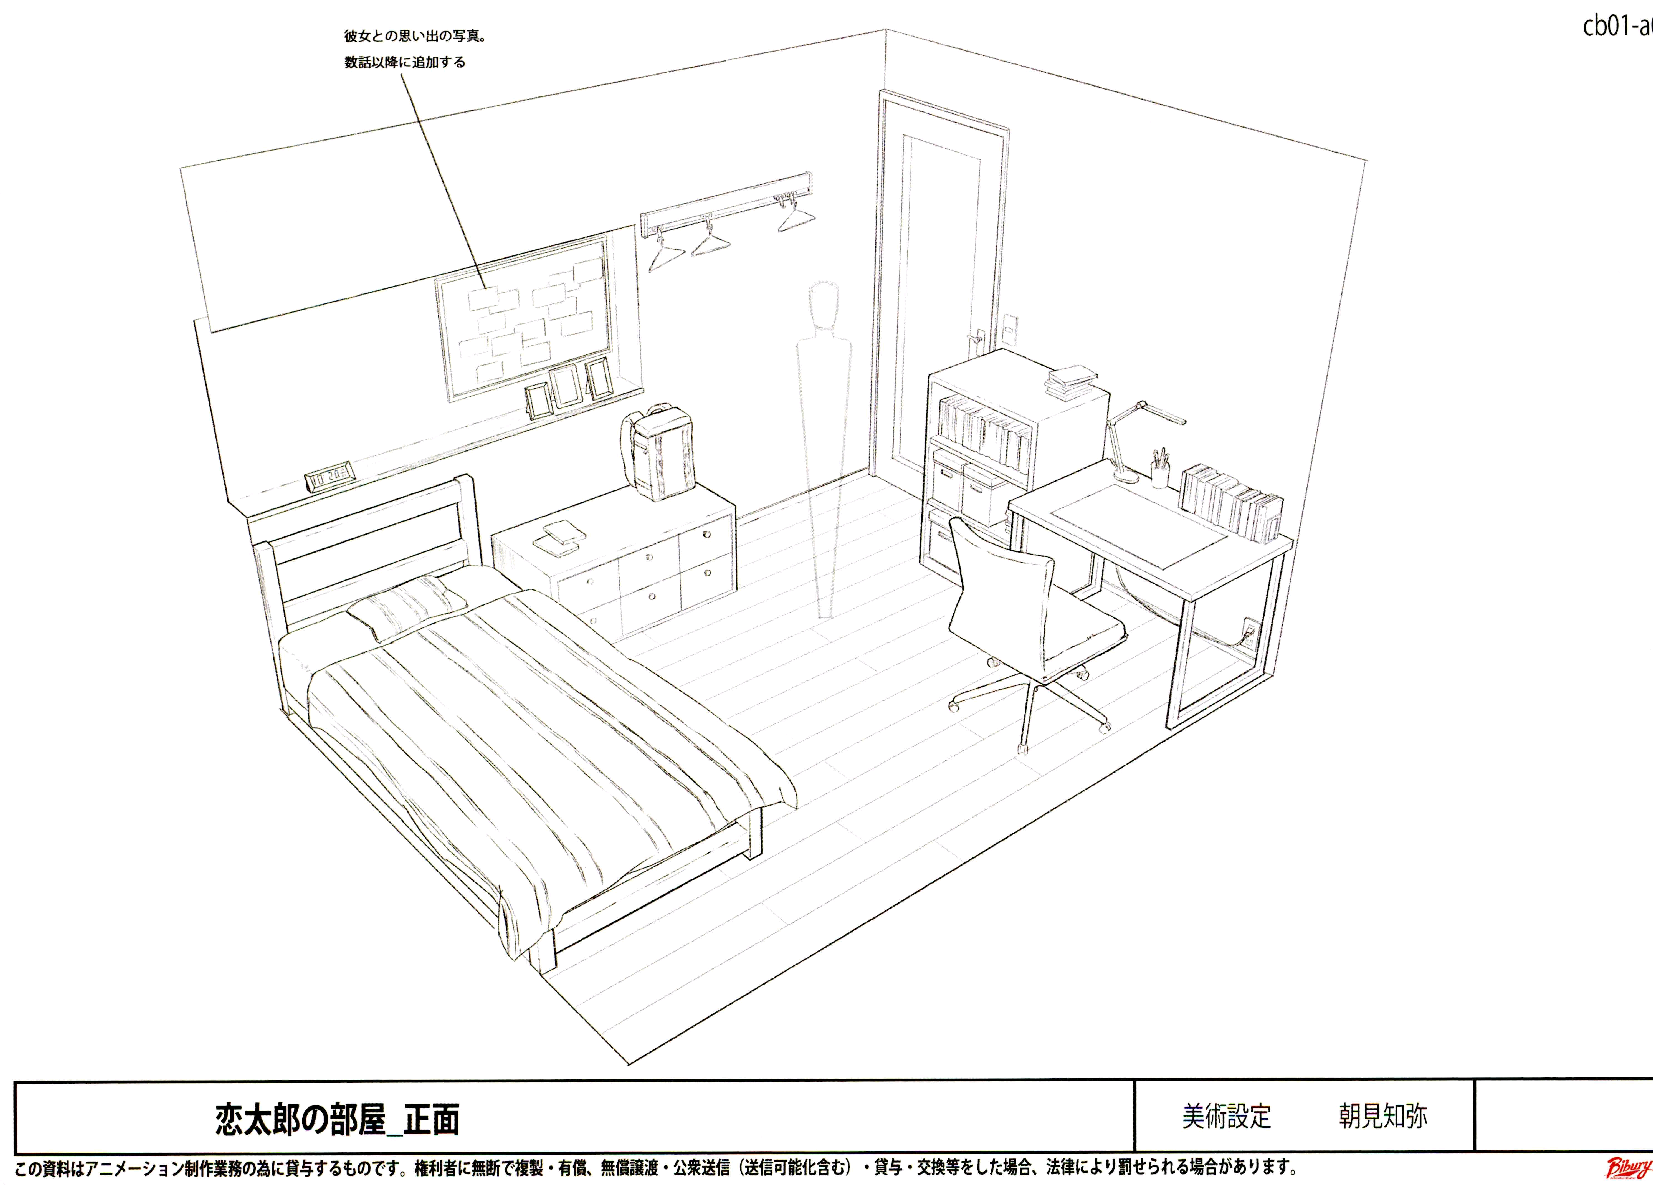 cb01-a
彼女との思い出の写真。
数話以降に追加する
恋太郎の部屋_正面
美術設定 朝見知弥
この資料はアニメーション制作業務の為に貸与するものです。権利者に無断で複製・有償、無償譲渡・公衆送信（送信可能化含む）・貸与・交換等をした場合、法律により罰せられる場合があります。
Bibury